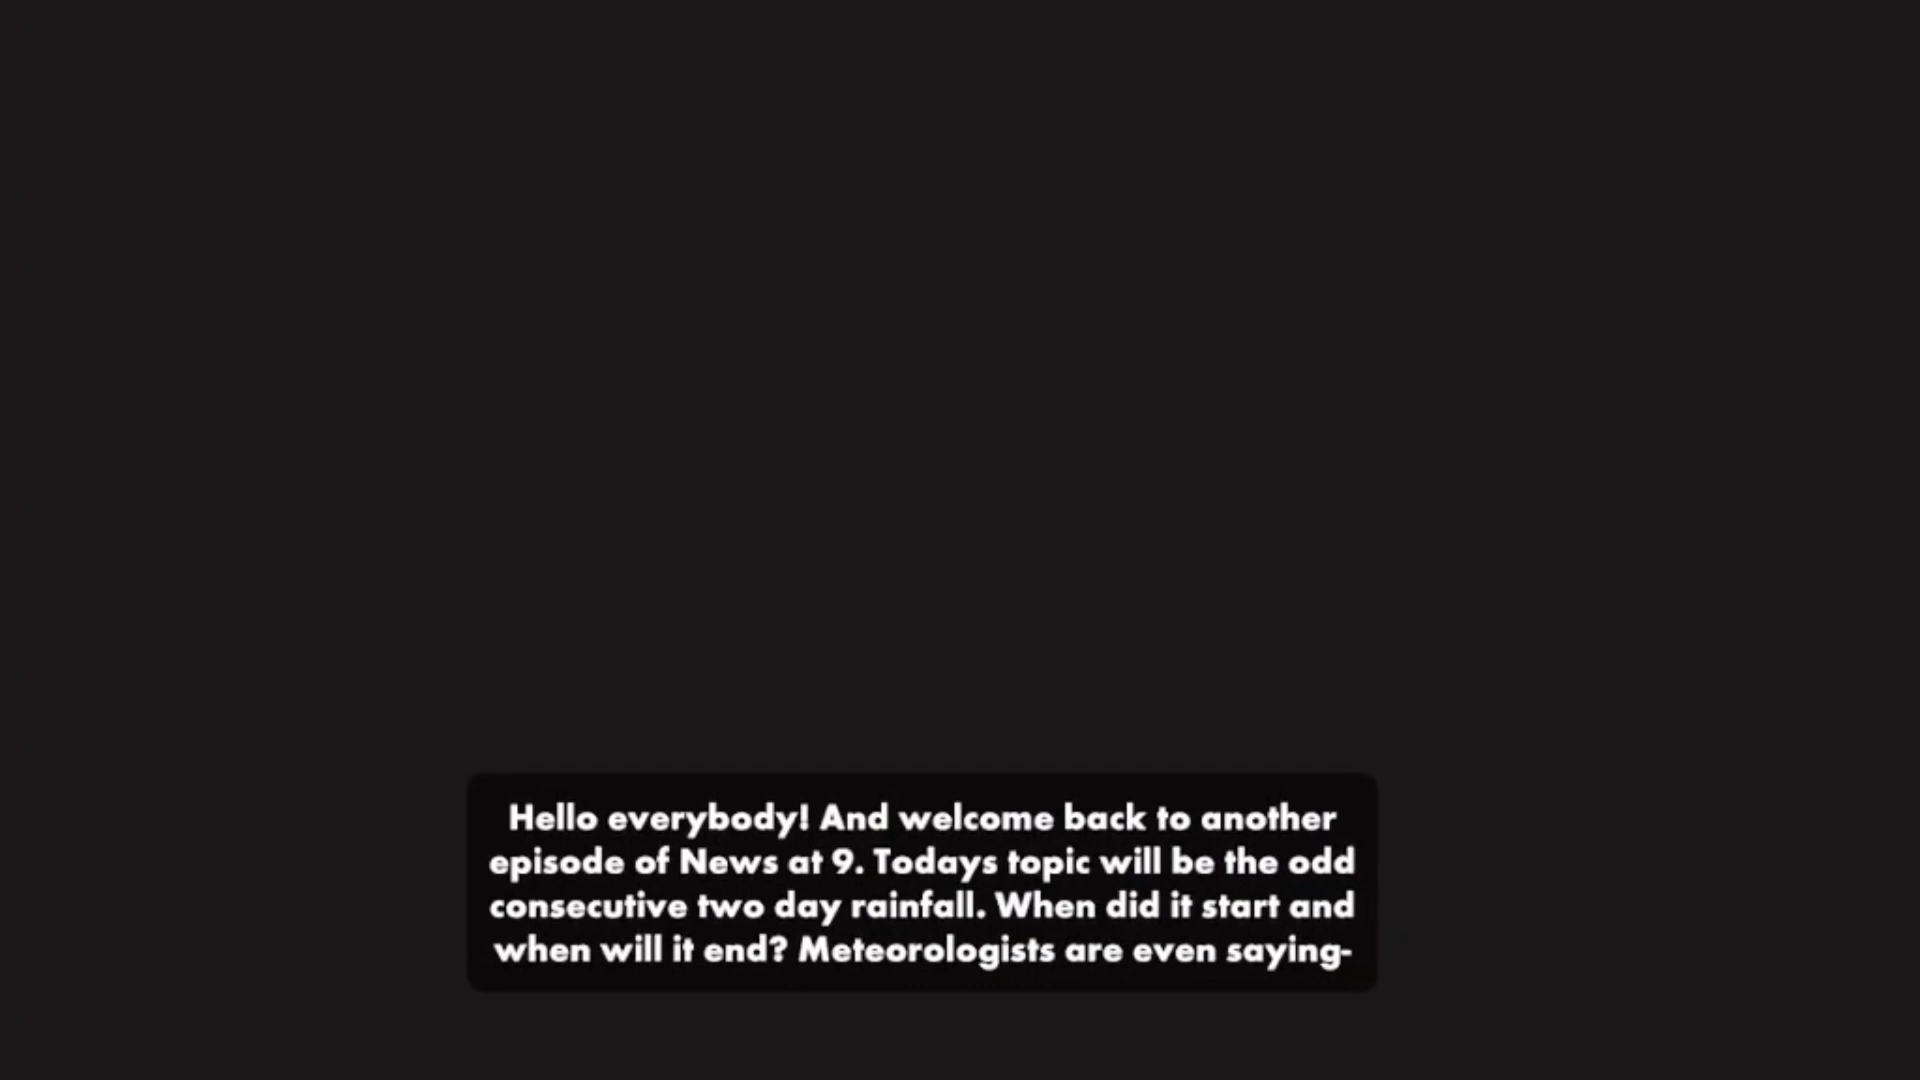 Hello everybody! And welcome back to another
episode of News at 9. Todays topic will be the odd
consecutive two day rainfall. When did it start and
when will it end? Meteorologists are even saying-